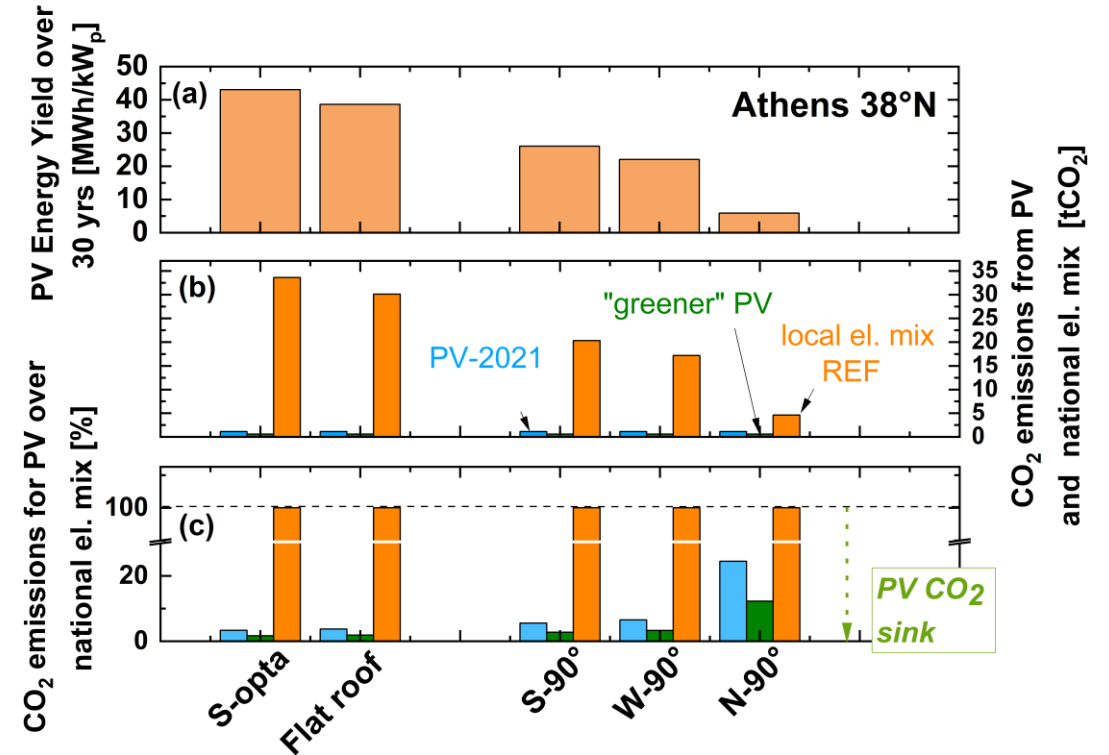 PV Energy Yield over
30 yrs [MWh/kWp]
50
40
30
20
10
0
(a)
Athens 38°N
(b)
"greener" PV
PV-2021
local el. mix
REF
35
30
25
20
15
10
5
0
CO2 emissions from PV
and national el. mix [tCO2]
CO2 emissions for PV over
national el. mix [%]
100
20
0
(c)
PV CO2
sink
S-opta
Flat roof
S-90°
W-90°
N-90°